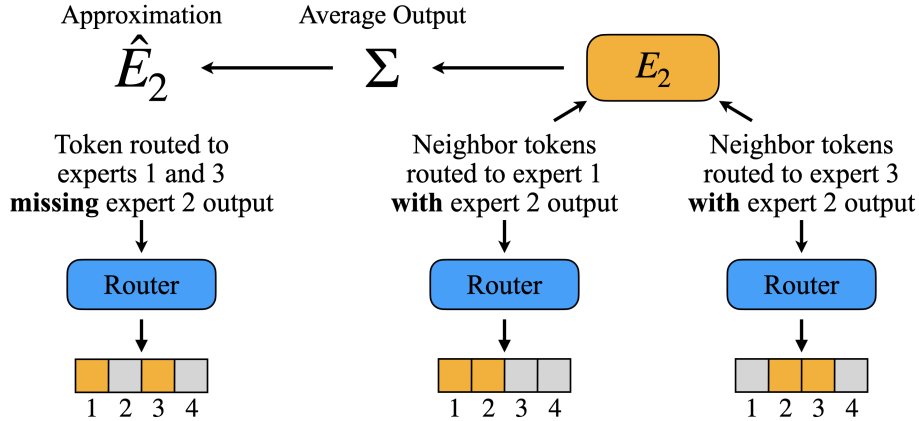 Approximation
Average Output
Ê₂
Σ
E₂
Token routed to
experts 1 and 3
missing expert 2 output
Neighbor tokens
routed to expert 1
with expert 2 output
Neighbor tokens
routed to expert 3
with expert 2 output
Router
Router
Router
1 2 3 4
1 2 3 4
1 2 3 4